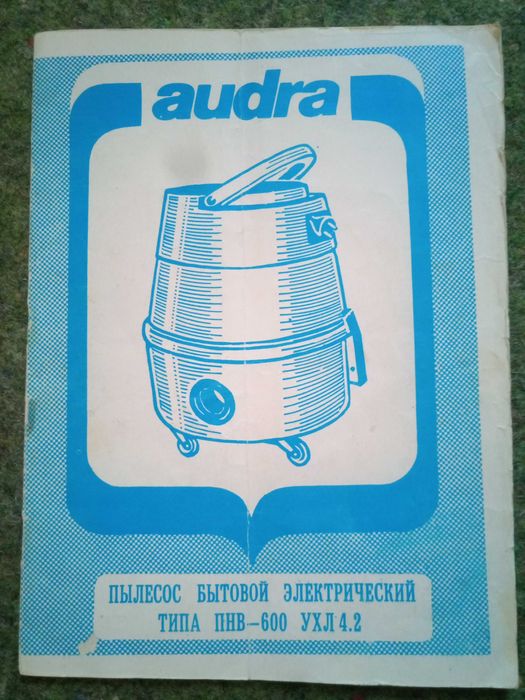 audra
ПЫЛЕСОС БЫТОВОЙ ЭЛЕКТРИЧЕСКИЙ
ТИПА ПНВ-600 УХЛ 4.2